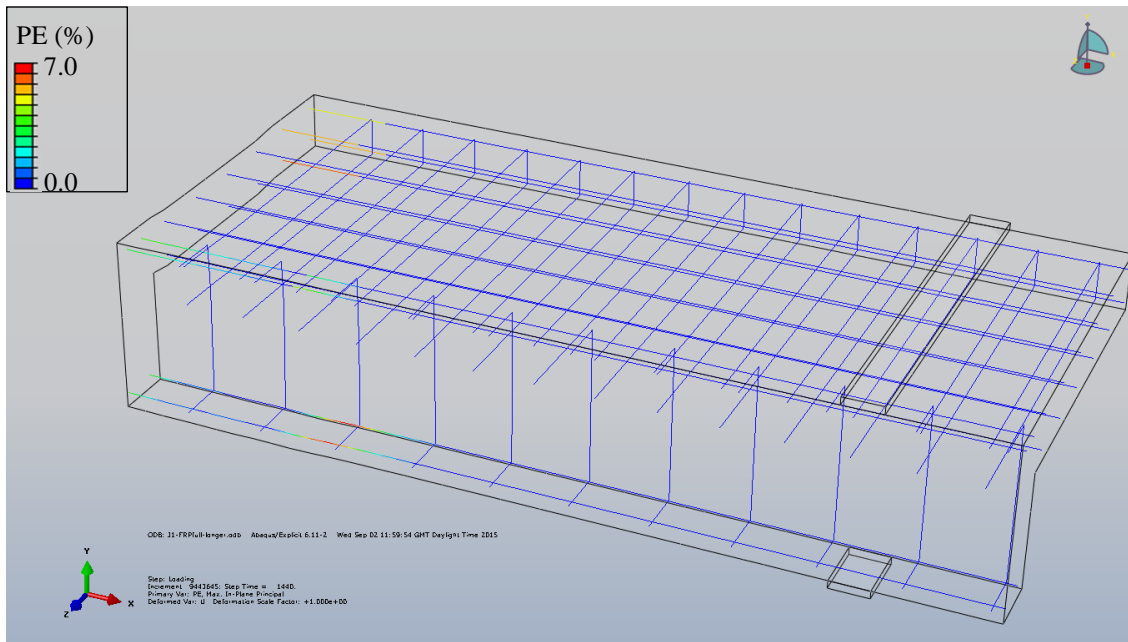 PE (%)
7.0
0.0
ODB: J1-FRPfull-longer.odb Abaqus/Explicit 6.11-2 Wed Sep 02 11:59:54 GMT Daylight Time 2015
Step: Loading
Increment 9443645: Step Time = 1440.
Primary Var: PE, Max. In-Plane Principal
Deformed Var: U Deformation Scale Factor: +1.000e+00
Y
X
Z